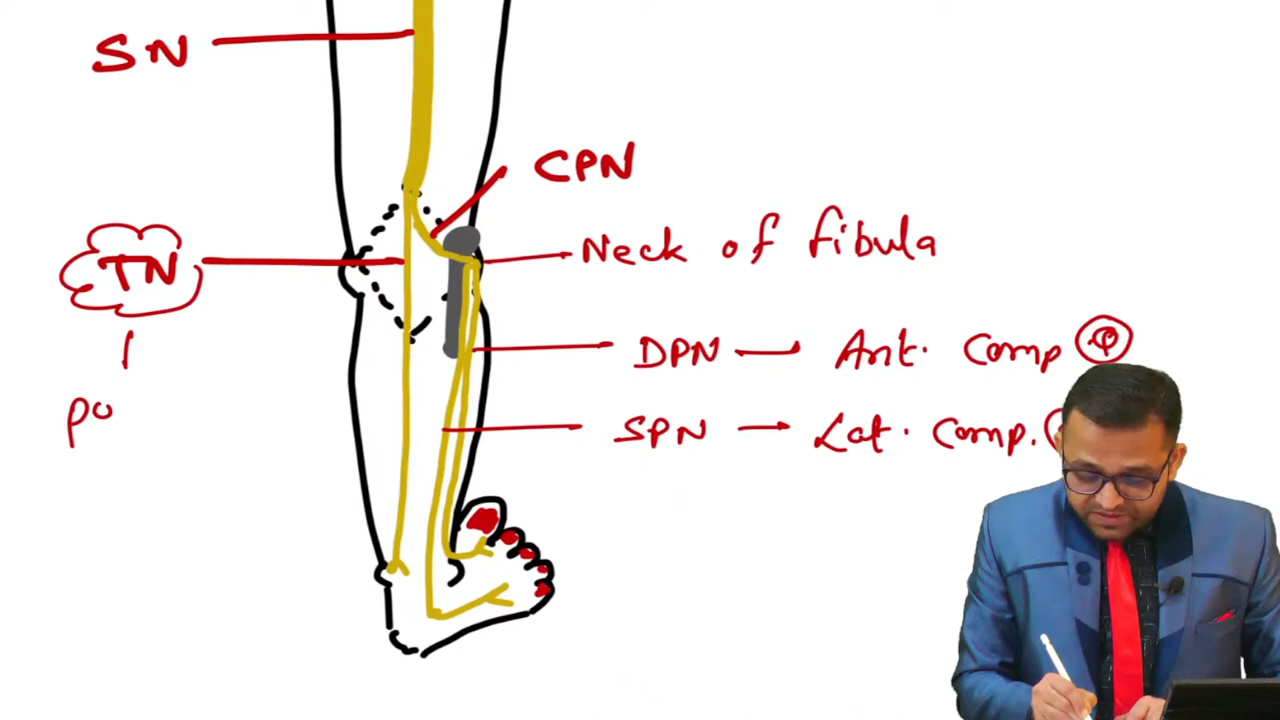 SN
CPN
TN
Neck of fibula
DPN Ant. Comp
SPN → Lat. Comp.
po